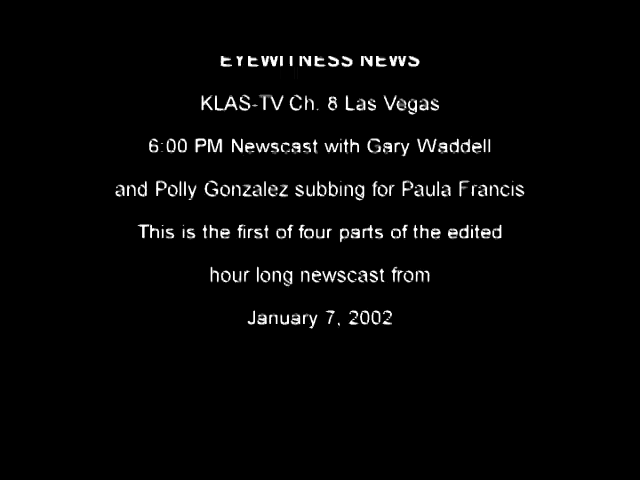 EYEWITNESS NEWS
KLAS-TV Ch. 8 Las Vegas
6:00 PM Newscast with Gary Waddell
and Polly Gonzalez subbing for Paula Francis
This is the first of four parts of the edited
hour long newscast from
January 7, 2002